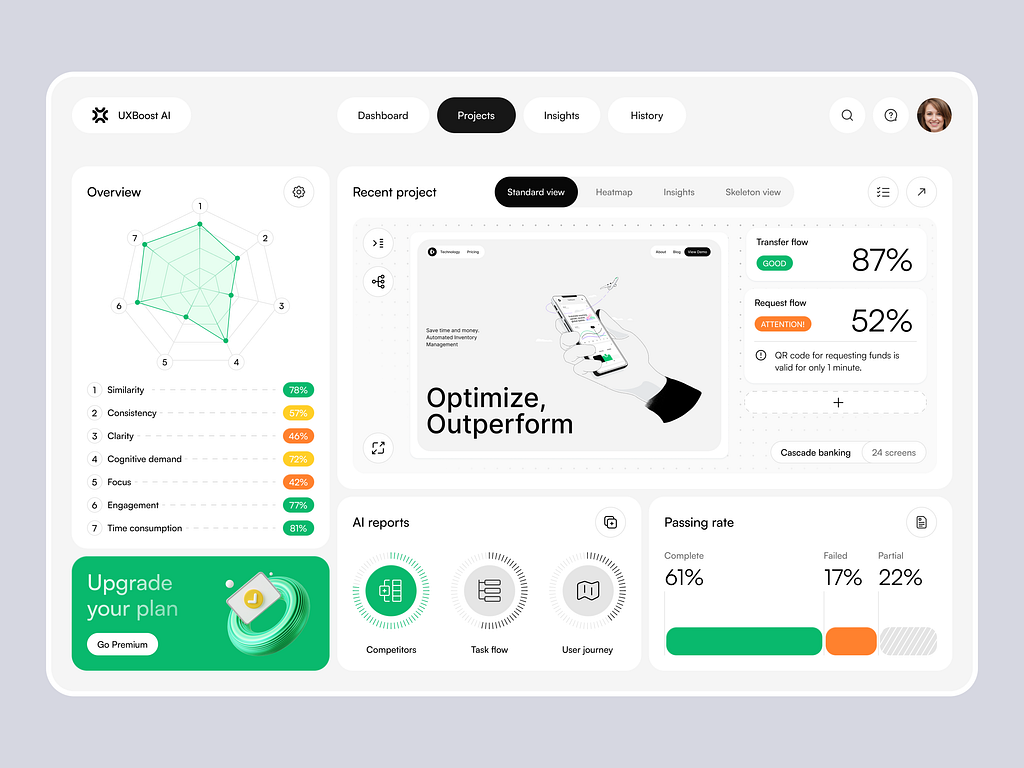 UXBoost AI
Dashboard
Projects
Insights
History
Overview
1
2
3
4
5
6
7
1 Similarity 78%
2 Consistency 57%
3 Clarity 46%
4 Cognitive demand 72%
5 Focus 42%
6 Engagement 77%
7 Time consumption 81%
Upgrade
your plan
Go Premium
Recent project
Standard view
Heatmap
Insights
Skeleton view
Technology
Pricing
About
Blog
View Demo
Save time and money.
Automated Inventory
Management
Optimize,
Outperform
Transfer flow
GOOD
87%
Request flow
ATTENTION!
52%
QR code for requesting funds is
valid for only 1 minute.
+
Cascade banking
24 screens
AI reports
Competitors
Task flow
User journey
Passing rate
Complete
61%
Failed
17%
Partial
22%